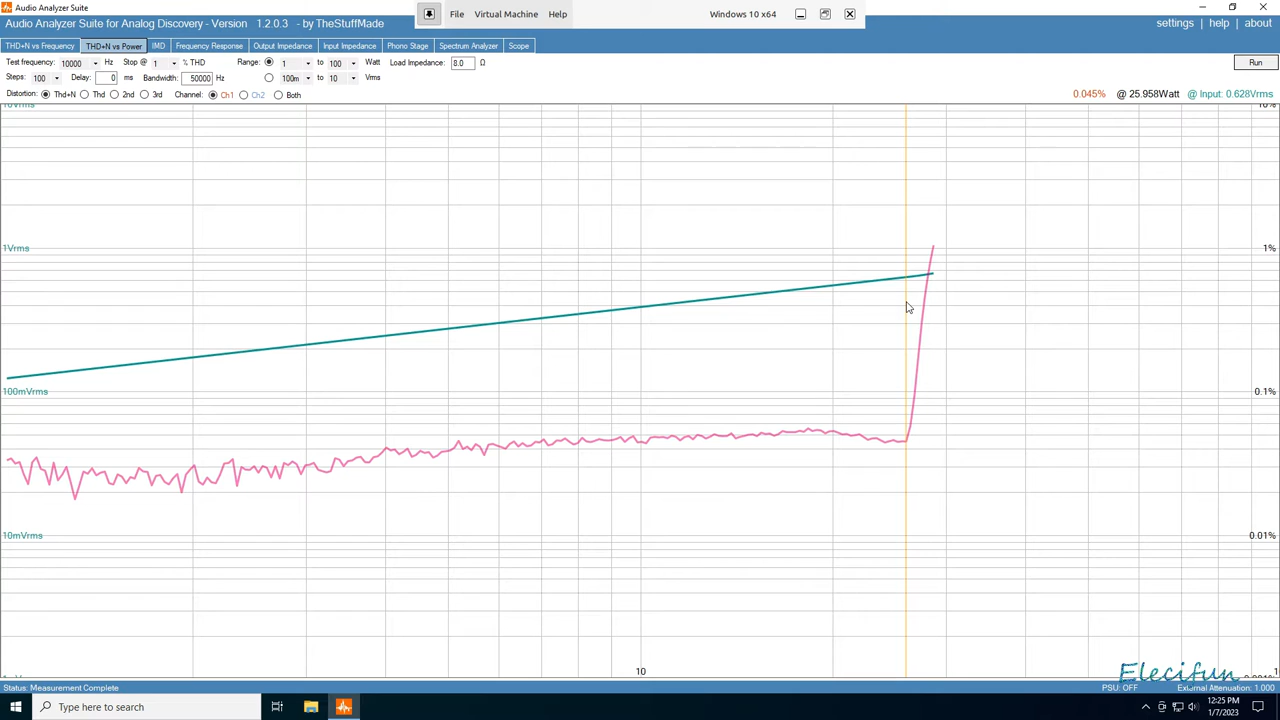 Audio Analyzer Suite
File Virtual Machine Help Windows 10 x64
Audio Analyzer Suite for Analog Discovery - Version 1.2.0.3 - by TheStuffMade
settings | help | about
THD+N vs Frequency THD+N vs Power IMD Frequency Response Output Impedance Input Impedance Phono Stage Spectrum Analyzer Scope
Test frequency: 10000 Hz Stop @ 1 % THD Range: 1 to 100 Watt Load Impedance: 8.0 Ω Run
Steps: 100 Delay: 0 ms Bandwidth: 50000 Hz 100m to 10 Vrms
Distortion: Thd+N Thd 2nd 3rd Channel: Ch1 Ch2 Both 0.045% @ 25.958Watt @ Input: 0.628Vrms
10Vrms 10%
1Vrms 1%
100mVrms 0.1%
10mVrms 0.01%
10
Elecifun
Status: Measurement Complete PSU: OFF External Attenuation: 1.000
Type here to search
12:25 PM
1/7/2023